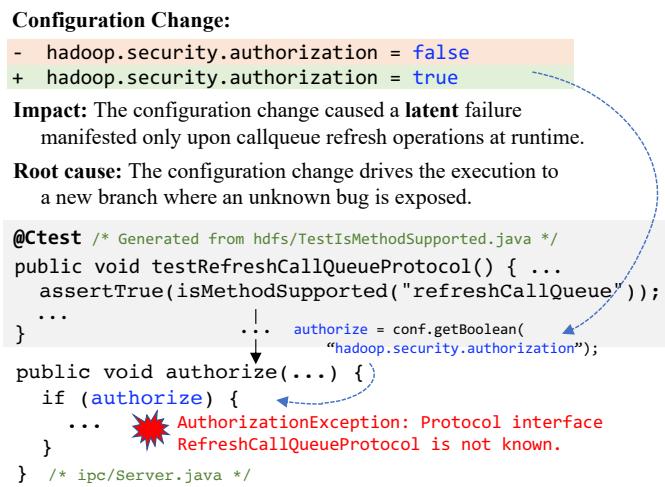 Configuration Change:
- hadoop.security.authorization = false
+ hadoop.security.authorization = true
Impact: The configuration change caused a latent failure
manifested only upon callqueue refresh operations at runtime.
Root cause: The configuration change drives the execution to
a new branch where an unknown bug is exposed.
@Ctest /* Generated from hdfs/TestIsMethodSupported.java */
public void testRefreshCallQueueProtocol() { ...
assertTrue(isMethodSupported("refreshCallQueue"));
...
}
... authorize = conf.getBoolean(
“hadoop.security.authorization”);
public void authorize(...) {
if (authorize) {
... AuthorizationException: Protocol interface
} RefreshCallQueueProtocol is not known.
} /* ipc/Server.java */